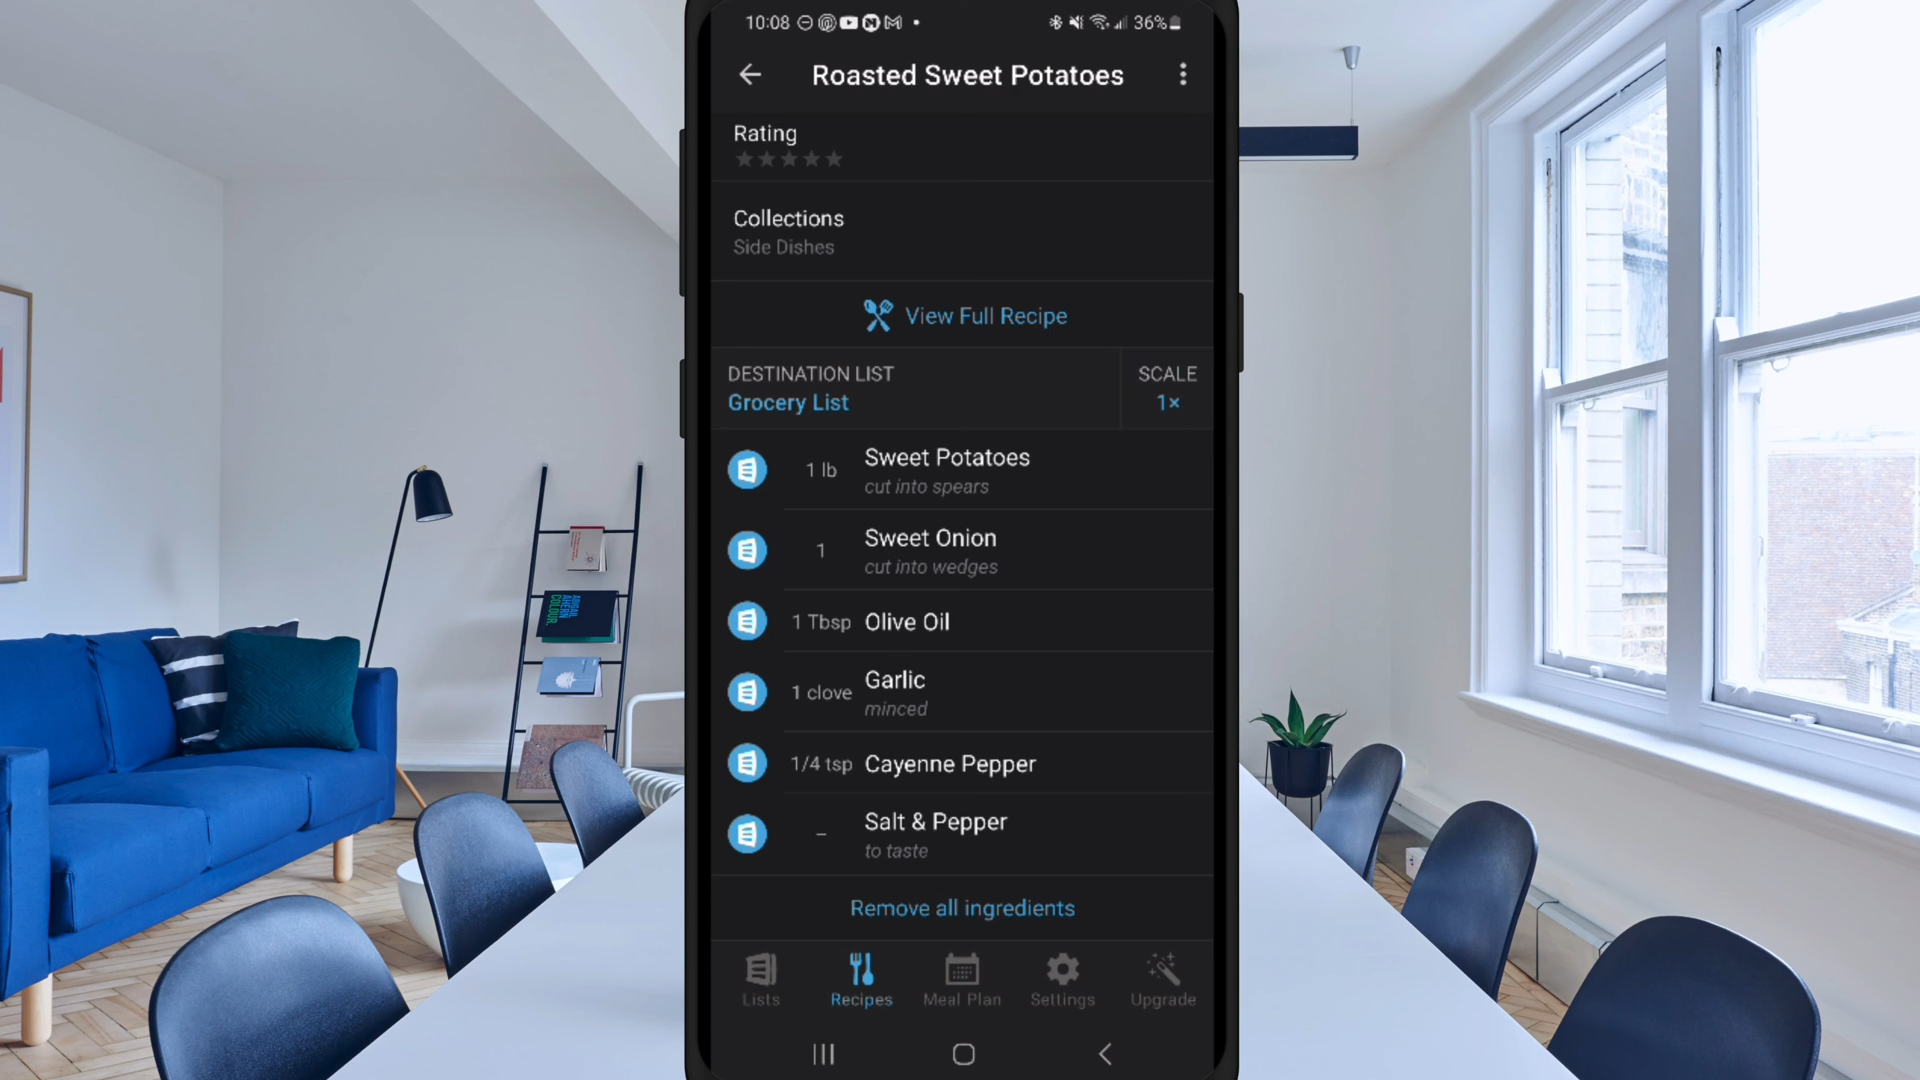 10:08 36%
Roasted Sweet Potatoes
Rating
Collections
Side Dishes
View Full Recipe
DESTINATION LIST
Grocery List
SCALE
1×
1 lb Sweet Potatoes
cut into spears
1 Sweet Onion
cut into wedges
1 Tbsp Olive Oil
1 clove Garlic
minced
1/4 tsp Cayenne Pepper
– Salt & Pepper
to taste
Remove all ingredients
Lists Recipes Meal Plan Settings Upgrade
ABIGAIL
AHERN
COLOUR.